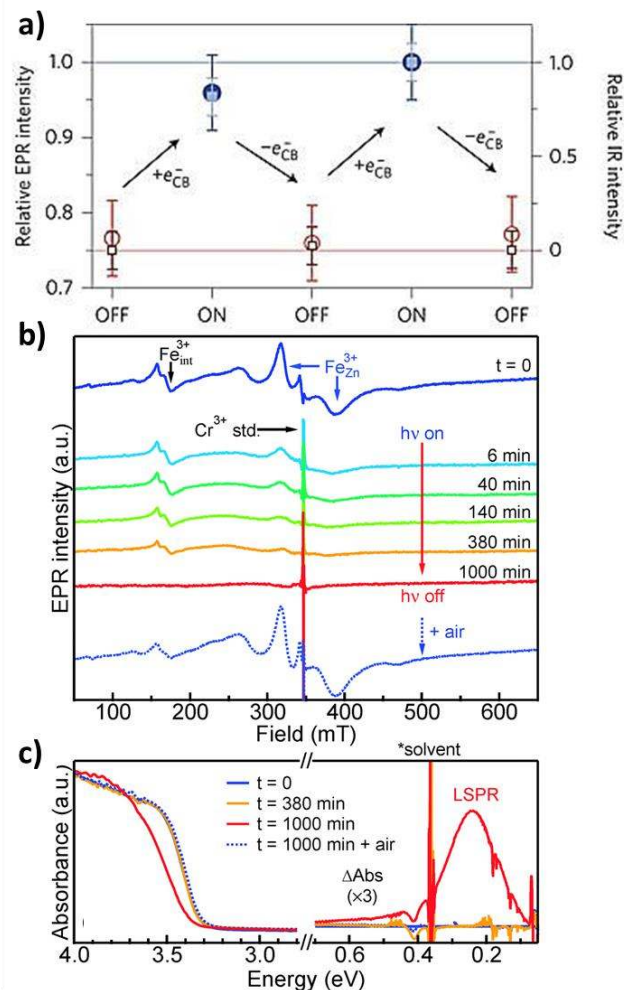 a)
1.0
0.9
0.8
0.7
Relative EPR intensity
1.0
0.5
0
Relative IR intensity
+e⁻CB
−e⁻CB
+e⁻CB
−e⁻CB
OFF
ON
OFF
ON
OFF
b)
Fe³⁺int
Fe³⁺Zn
t = 0
Cr³⁺ std.
hν on
6 min
40 min
140 min
380 min
1000 min
hν off
+ air
EPR intensity (a.u.)
100
200
300
400
500
600
Field (mT)
c)
*solvent
t = 0
t = 380 min
t = 1000 min
t = 1000 min + air
LSPR
ΔAbs
(×3)
Absorbance (a.u.)
4.0
3.5
3.0
0.6
0.4
0.2
Energy (eV)